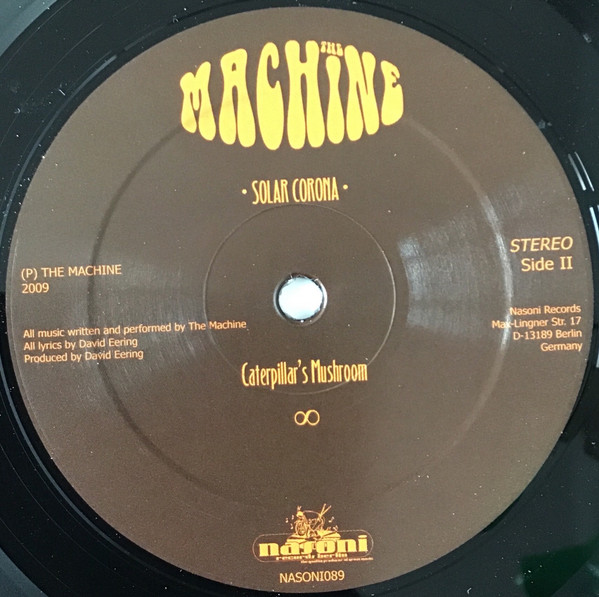 THE
MACHINE
• SOLAR CORONA •
(P) THE MACHINE
2009
STEREO
Side II
All music written and performed by The Machine
All lyrics by David Eering
Produced by David Eering
Nasoni Records
Max-Lingner Str. 17
D-13189 Berlin
Germany
Caterpillar's Mushroom
∞
nasoni
records berlin
NASONI089